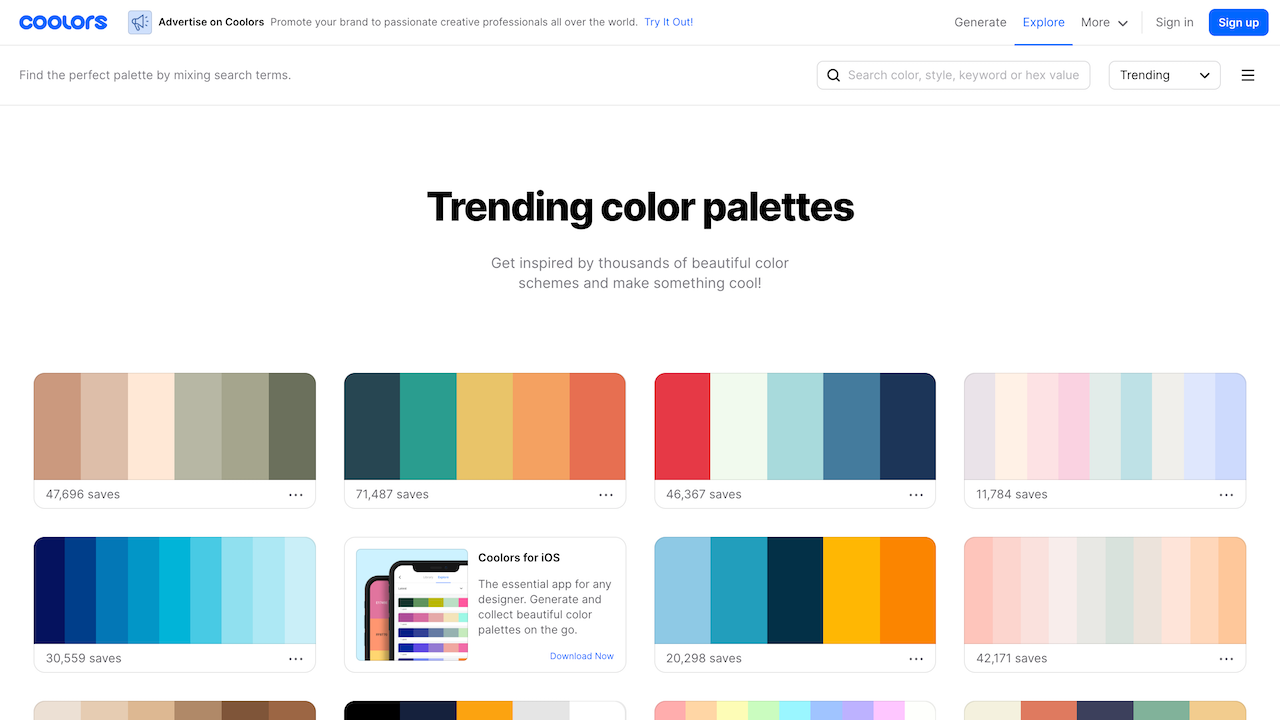 coolors
Advertise on Coolors Promote your brand to passionate creative professionals all over the world. Try It Out!
Generate Explore More Sign in Sign up
Find the perfect palette by mixing search terms.
Search color, style, keyword or hex value
Trending
Trending color palettes
Get inspired by thousands of beautiful color
schemes and make something cool!
47,696 saves
71,487 saves
46,367 saves
11,784 saves
30,559 saves
Coolors for iOS
The essential app for any
designer. Generate and
collect beautiful color
palettes on the go.
Download Now
20,298 saves
42,171 saves